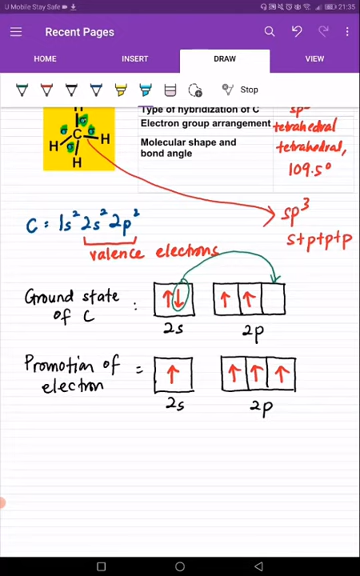 U Mobile Stay Safe
21:35
Recent Pages
HOME INSERT DRAW VIEW
Stop
Type of hybridization of C sp³
Electron group arrangement tetrahedral
Molecular shape and bond angle tetrahedral, 109.5°
H
σ σ
C
σ σ
H H
H
sp³
s+p+p+p
C = 1s² 2s² 2p²
valence electrons
Ground state of C : ↑↓ ↑ ↑
2s 2p
Promotion of electron = ↑ ↑ ↑ ↑
2s 2p